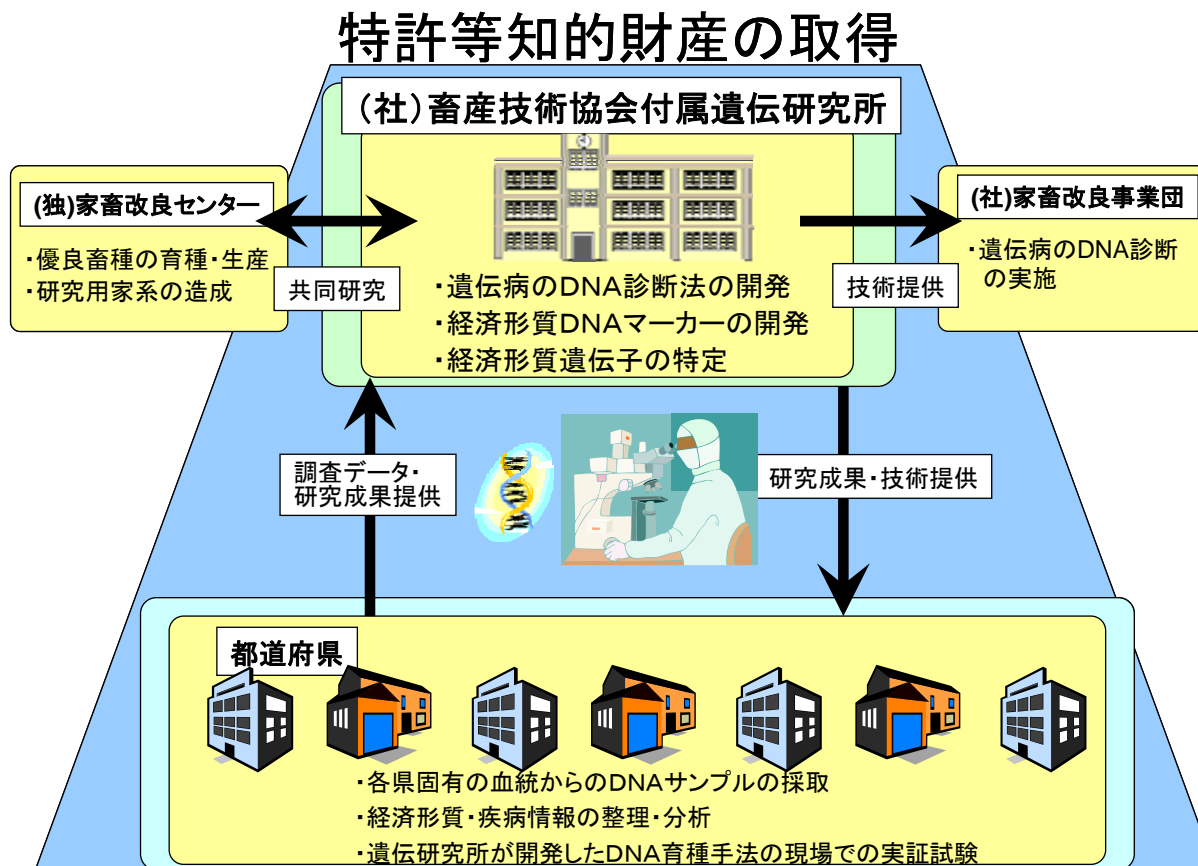 特許等知的財産の取得
（社）畜産技術協会付属遺伝研究所
(独)家畜改良センター
・優良畜種の育種・生産
・研究用家系の造成
共同研究
・遺伝病のＤＮＡ診断法の開発
・経済形質ＤＮＡマーカーの開発
・経済形質遺伝子の特定
技術提供
(社)家畜改良事業団
・遺伝病のDNA診断
の実施
調査データ・
研究成果提供
研究成果・技術提供
都道府県
・各県固有の血統からのDNAサンプルの採取
・経済形質・疾病情報の整理・分析
・遺伝研究所が開発したDNA育種手法の現場での実証試験